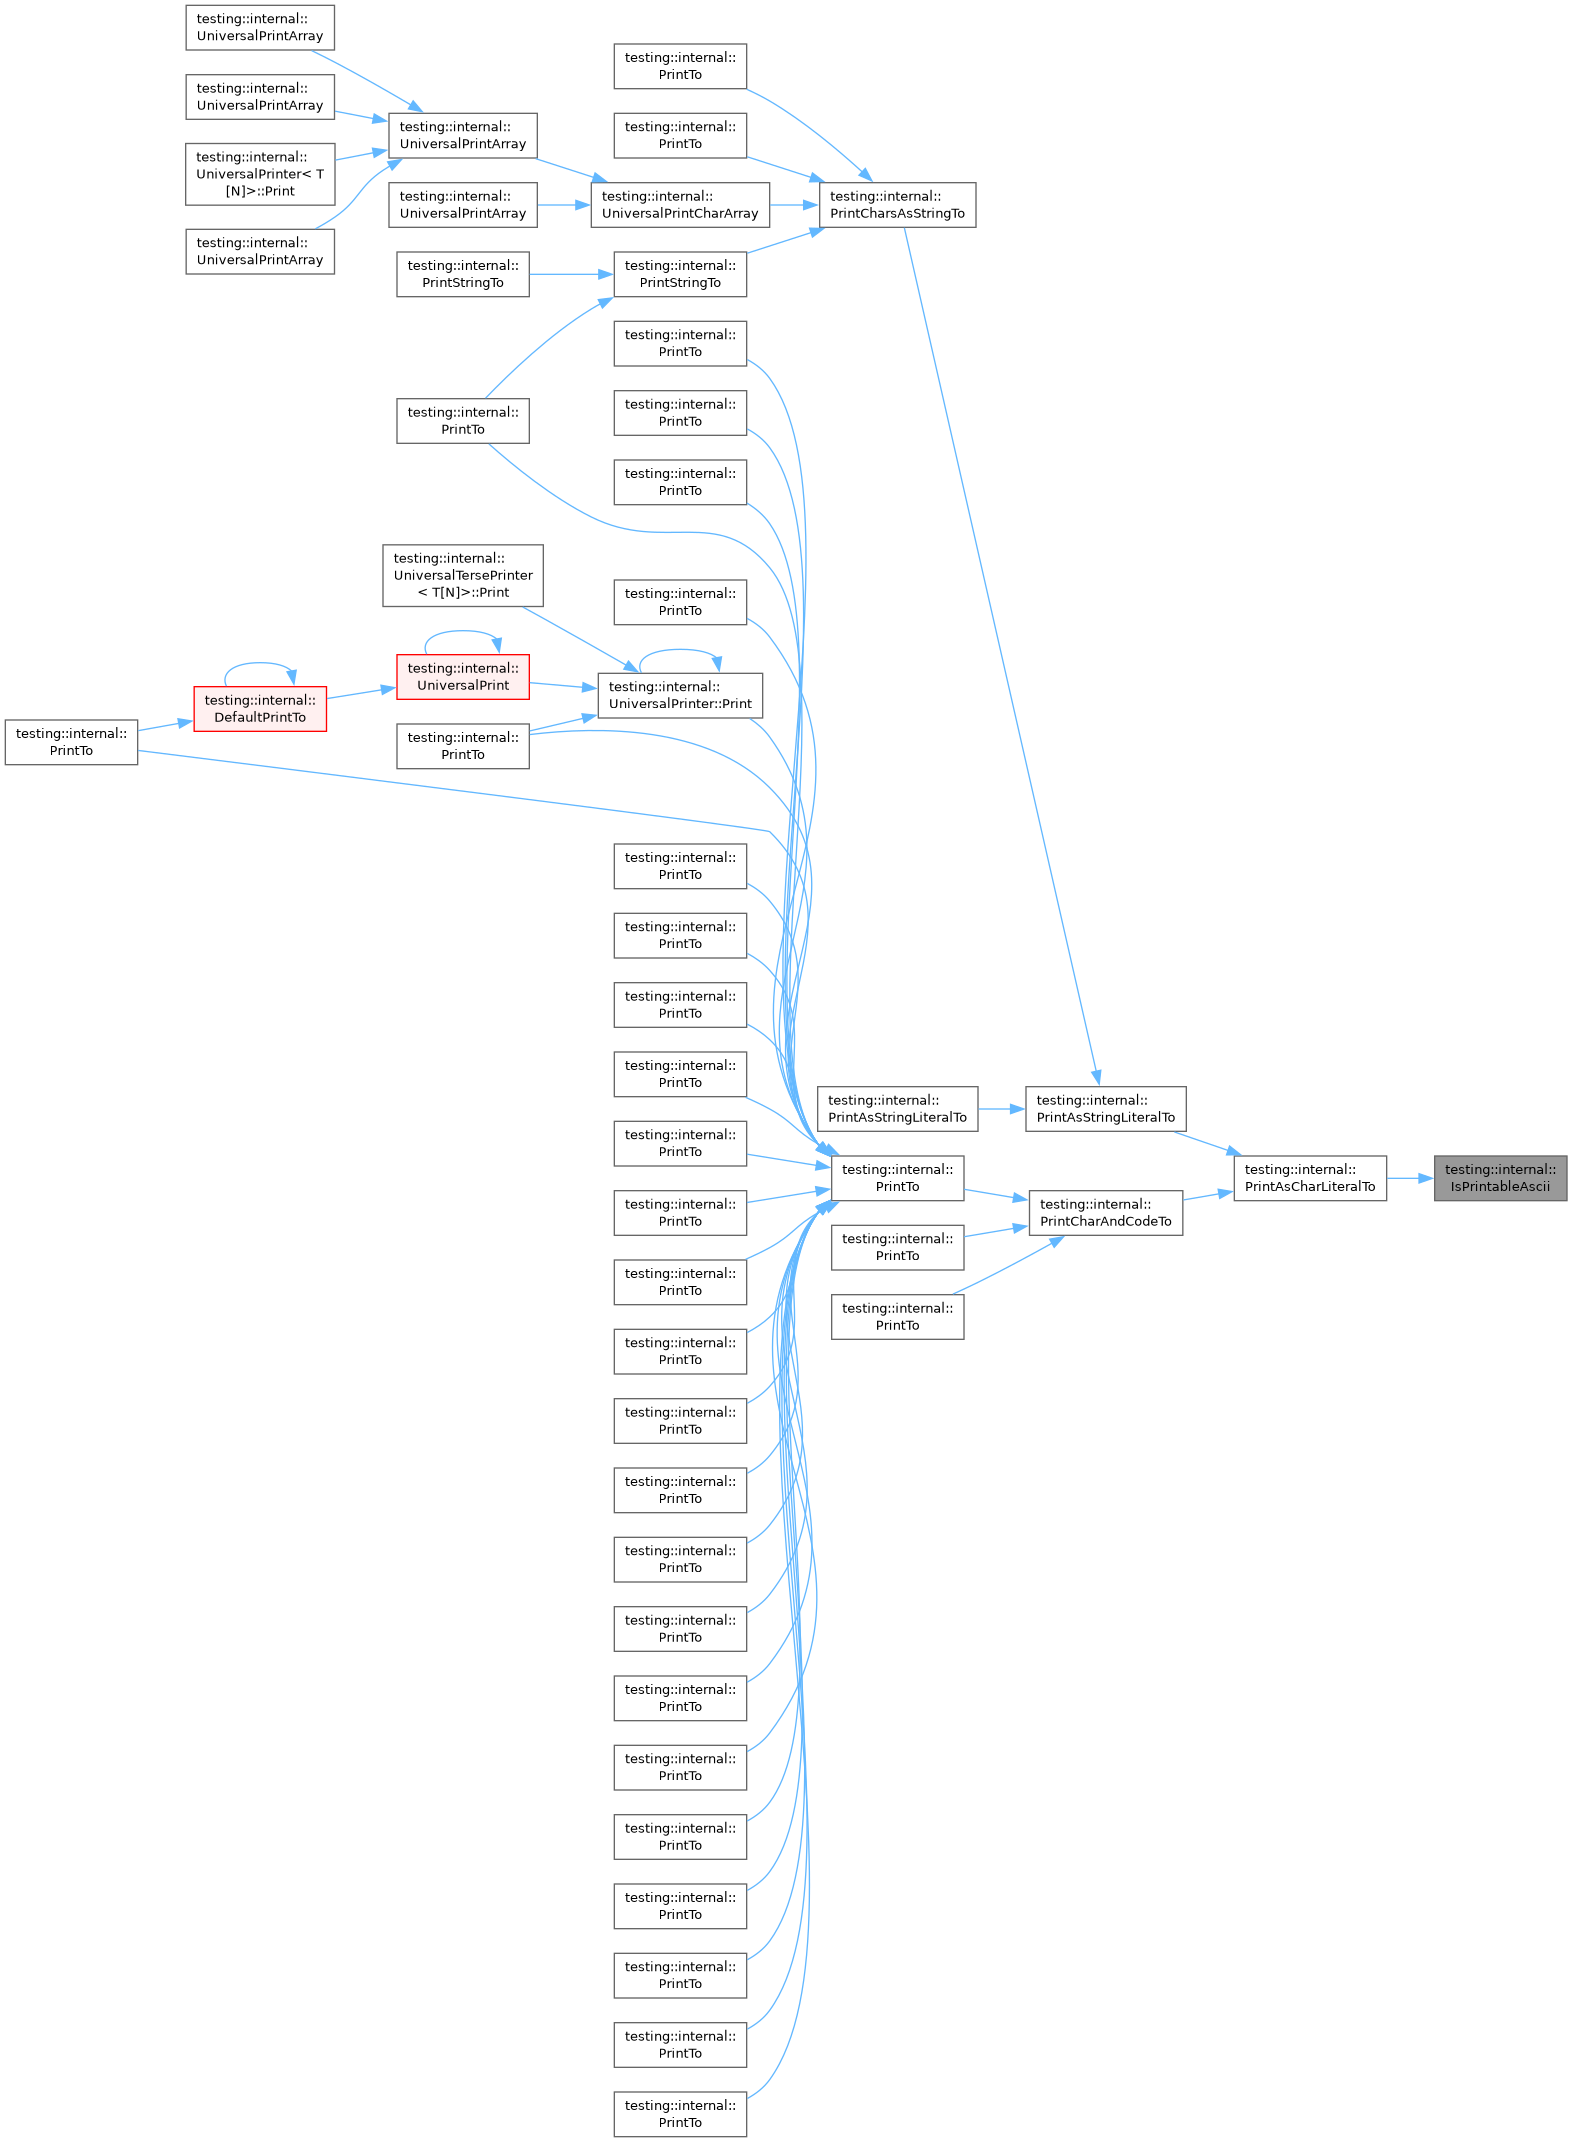 testing::internal::
UniversalPrintArray
testing::internal::
UniversalPrintArray
testing::internal::
UniversalPrinter< T
[N]>::Print
testing::internal::
UniversalPrintArray
testing::internal::
UniversalPrintArray
testing::internal::
UniversalPrintArray
testing::internal::
PrintStringTo
testing::internal::
PrintTo
testing::internal::
PrintTo
testing::internal::
UniversalPrintCharArray
testing::internal::
PrintStringTo
testing::internal::
PrintCharsAsStringTo
testing::internal::
PrintTo
testing::internal::
PrintTo
testing::internal::
PrintTo
testing::internal::
PrintTo
testing::internal::
UniversalTersePrinter
< T[N]>::Print
testing::internal::
PrintTo
testing::internal::
UniversalPrint
testing::internal::
DefaultPrintTo
testing::internal::
PrintTo
testing::internal::
UniversalPrinter::Print
testing::internal::
PrintTo
testing::internal::
PrintTo
testing::internal::
PrintTo
testing::internal::
PrintTo
testing::internal::
PrintTo
testing::internal::
PrintTo
testing::internal::
PrintTo
testing::internal::
PrintTo
testing::internal::
PrintTo
testing::internal::
PrintTo
testing::internal::
PrintTo
testing::internal::
PrintTo
testing::internal::
PrintTo
testing::internal::
PrintTo
testing::internal::
PrintTo
testing::internal::
PrintTo
testing::internal::
PrintTo
testing::internal::
PrintTo
testing::internal::
PrintTo
testing::internal::
PrintTo
testing::internal::
PrintAsStringLiteralTo
testing::internal::
PrintTo
testing::internal::
PrintTo
testing::internal::
PrintTo
testing::internal::
PrintAsStringLiteralTo
testing::internal::
PrintCharAndCodeTo
testing::internal::
PrintAsCharLiteralTo
testing::internal::
IsPrintableAscii